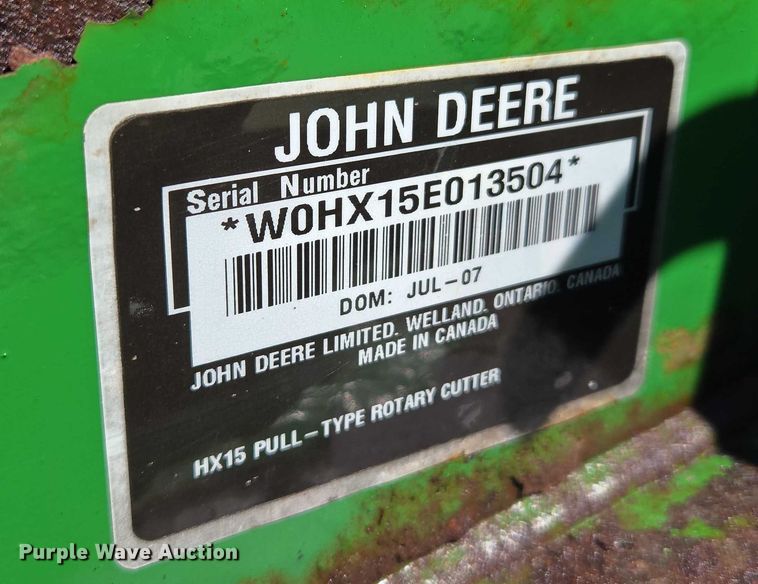 JOHN DEERE
Serial Number
*W0HX15E013504*
DOM: JUL-07
JOHN DEERE LIMITED. WELLAND. ONTARIO. CANADA
MADE IN CANADA
HX15 PULL-TYPE ROTARY CUTTER
Purple Wave Auction